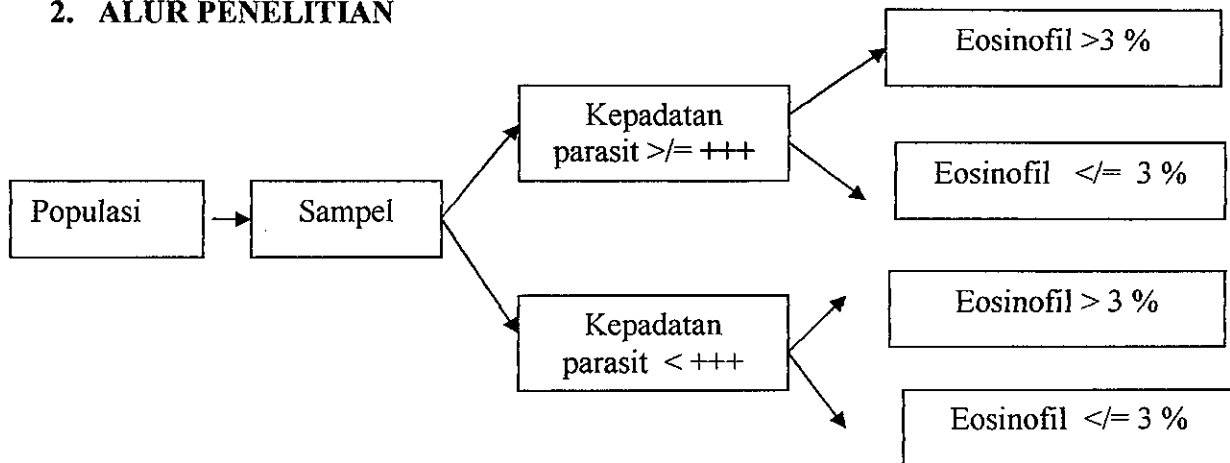 2. ALUR PENELITIAN
Populasi
Sampel
Kepadatan
parasit >/= +++
Kepadatan
parasit < +++
Eosinofil >3 %
Eosinofil </= 3 %
Eosinofil > 3 %
Eosinofil </= 3 %